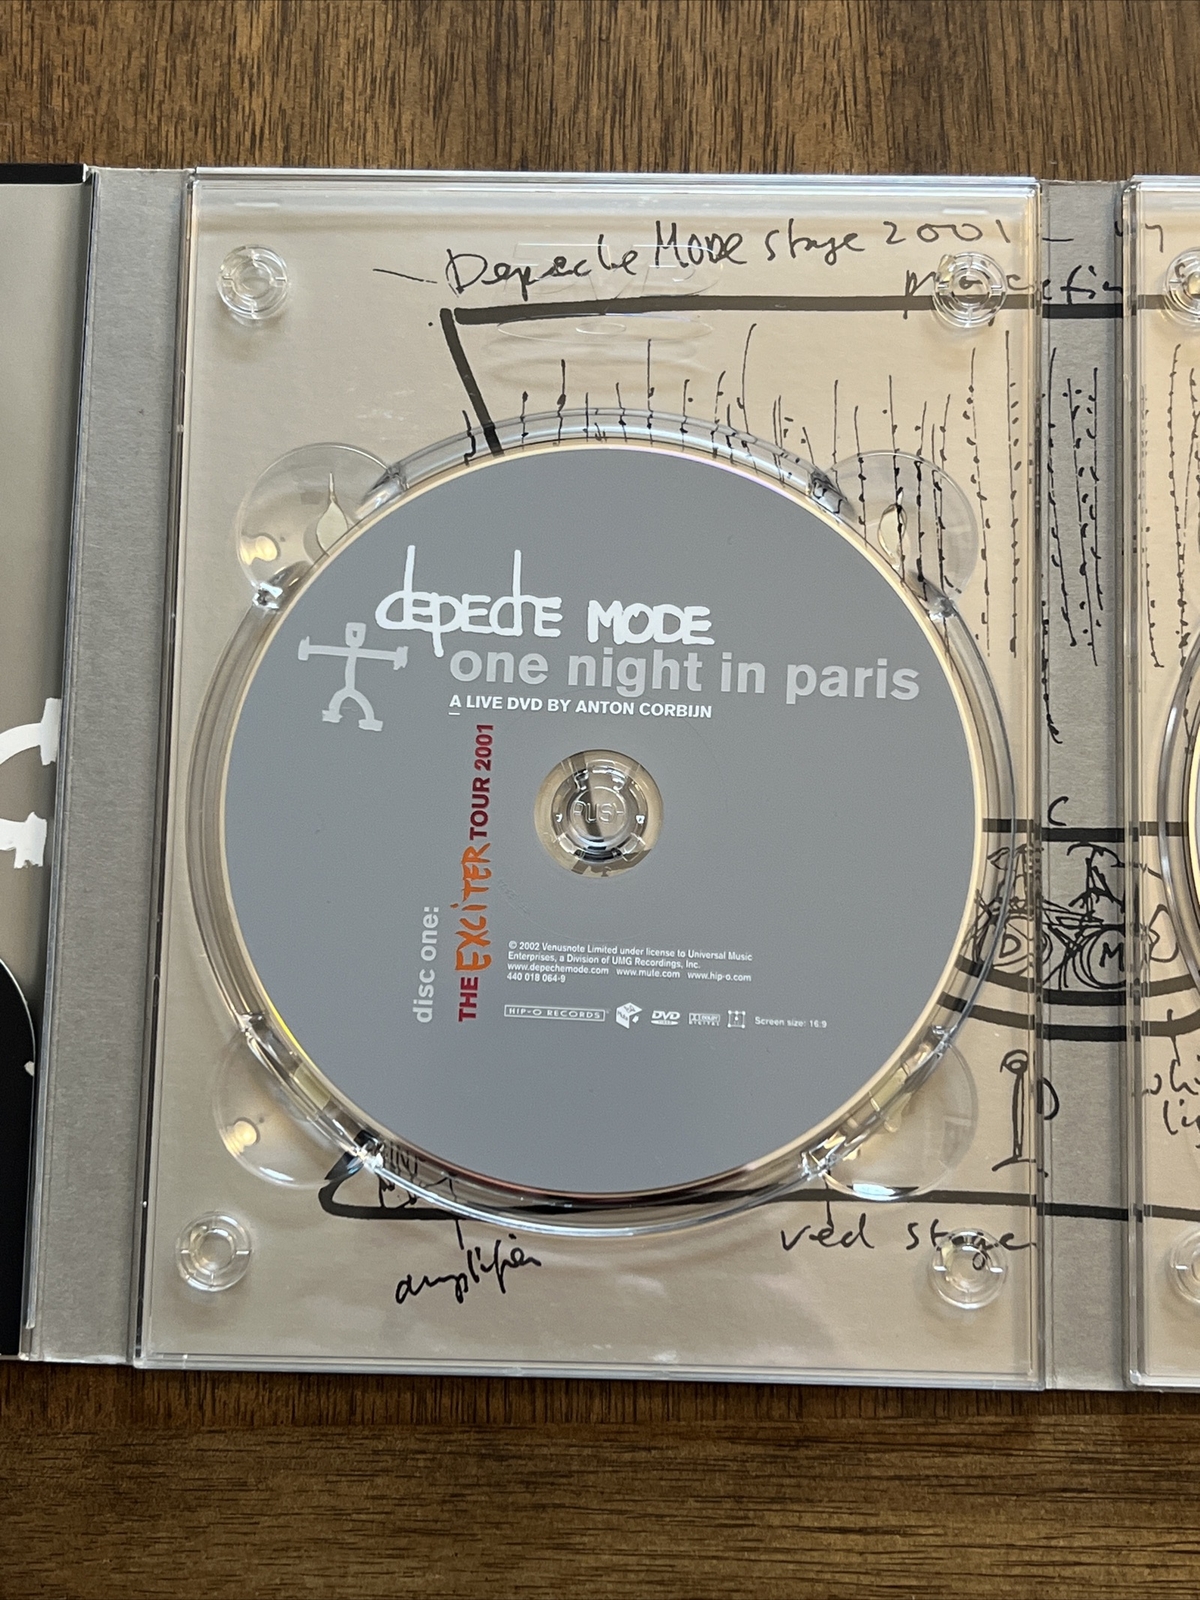 Depeche Mode stage 2001 -
depeche MODE
one night in paris
A LIVE DVD BY ANTON CORBIJN
disc one:
THE EXCITER TOUR 2001
PUSH
© 2002 Venusnote Limited under license to Universal Music
Enterprises, a Division of UMG Recordings, Inc.
www.depechemode.com www.mute.com www.hip-o.com
440 018 064-9
HIP-O RECORDS
DVD
VIDEO
DOLBY
DIGITAL
Screen size: 16:9
C
D M
D
amplifier
red stage